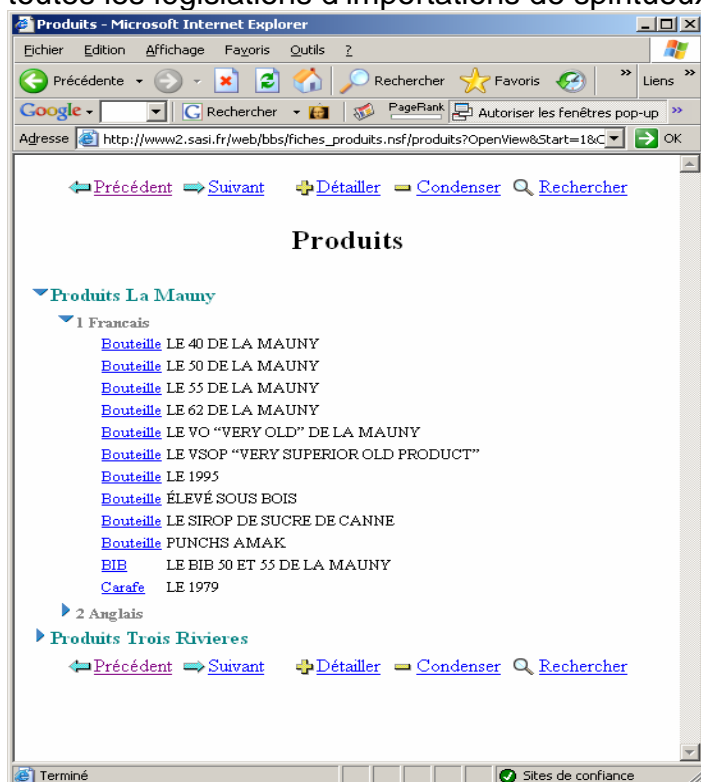 toutes les législations d'importations de spiritueux
Produits - Microsoft Internet Explorer
Fichier Edition Affichage Favoris Outils ?
Précédente Rechercher Favoris » Liens »
Google Rechercher PageRank Autoriser les fenêtres pop-up »
Adresse http://www2.sasi.fr/web/bbs/fiches_produits.nsf/produits?OpenView&Start=1&C OK
Précédent Suivant Détailler Condenser Rechercher
Produits
Produits La Mauny
1 Francais
Bouteille LE 40 DE LA MAUNY
Bouteille LE 50 DE LA MAUNY
Bouteille LE 55 DE LA MAUNY
Bouteille LE 62 DE LA MAUNY
Bouteille LE VO “VERY OLD” DE LA MAUNY
Bouteille LE VSOP “VERY SUPERIOR OLD PRODUCT”
Bouteille LE 1995
Bouteille ÉLEVÉ SOUS BOIS
Bouteille LE SIROP DE SUCRE DE CANNE
Bouteille PUNCHS AMAK
BIB LE BIB 50 ET 55 DE LA MAUNY
Carafe LE 1979
2 Anglais
Produits Trois Rivieres
Précédent Suivant Détailler Condenser Rechercher
Terminé Sites de confiance